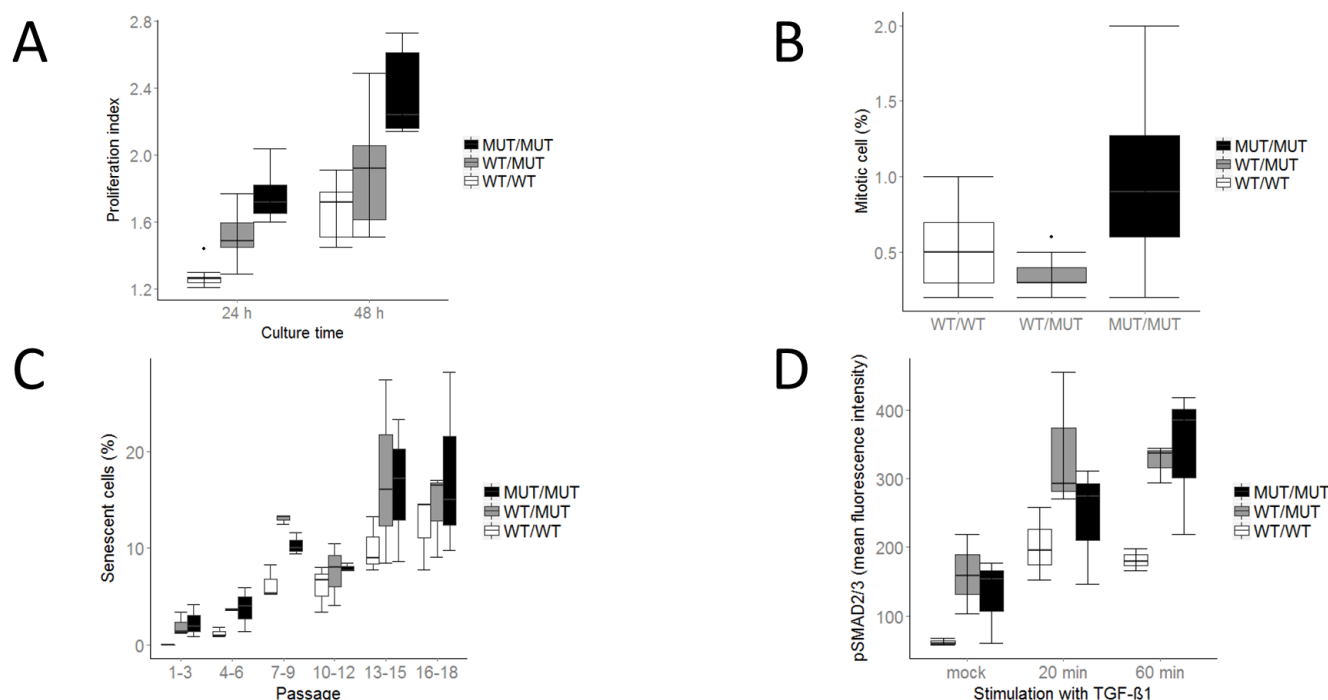 A
Proliferation index
2.8
2.4
2.0
1.6
1.2
24 h
48 h
Culture time
MUT/MUT
WT/MUT
WT/WT
B
Mitotic cell (%)
2.0
1.5
1.0
0.5
WT/WT
WT/MUT
MUT/MUT
MUT/MUT
WT/MUT
WT/WT
C
Senescent cells (%)
20
10
0
1-3
4-6
7-9
10-12
13-15
16-18
Passage
MUT/MUT
WT/MUT
WT/WT
D
pSMAD2/3 (mean fluorescence intensity)
400
300
200
100
mock
20 min
60 min
Stimulation with TGF-ß1
MUT/MUT
WT/MUT
WT/WT